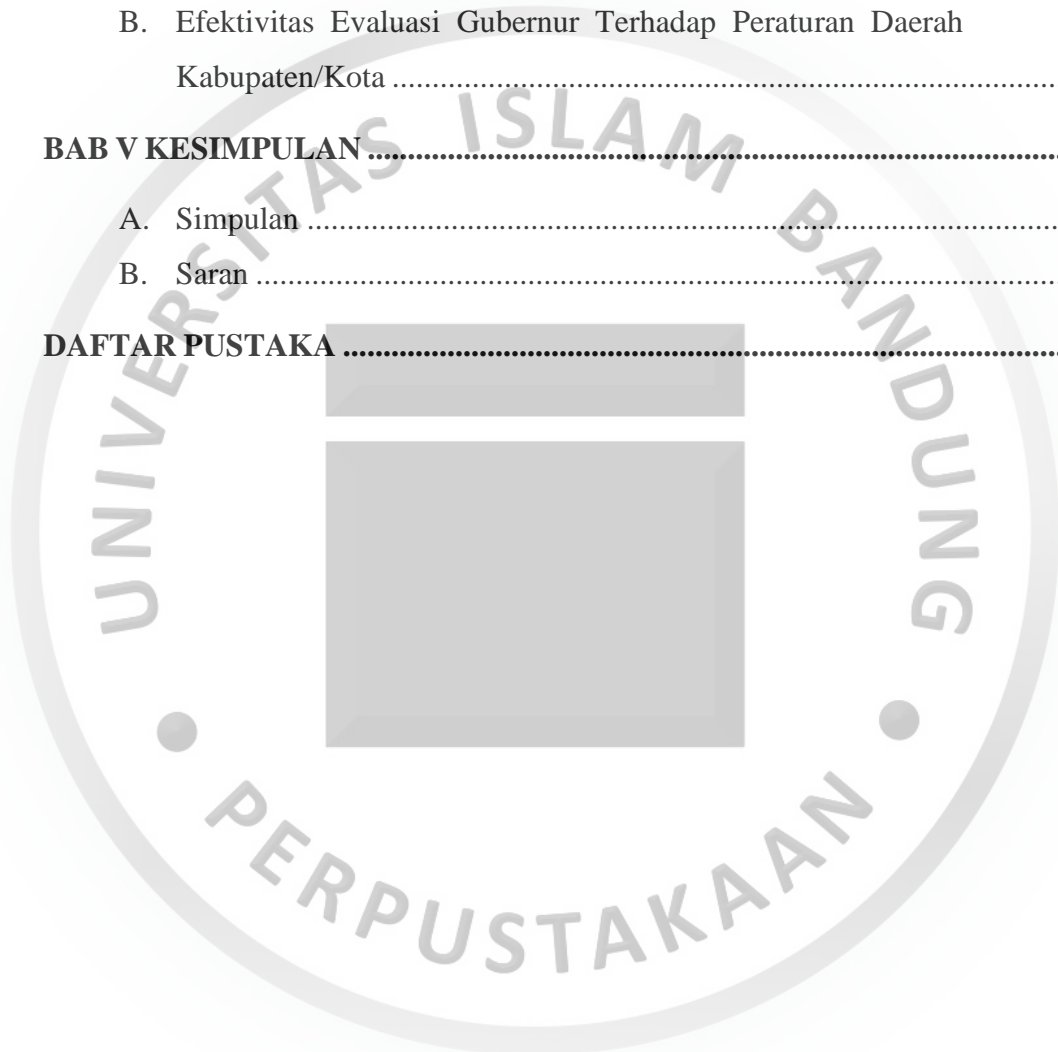 B. Efektivitas Evaluasi Gubernur Terhadap Peraturan Daerah
Kabupaten/Kota ..........................................................................
BAB V KESIMPULAN ..........................................................................
A. Simpulan ..........................................................................
B. Saran ..........................................................................
DAFTAR PUSTAKA ..........................................................................
UNIVERSITAS ISLAM BANDUNG
PERPUSTAKAAN